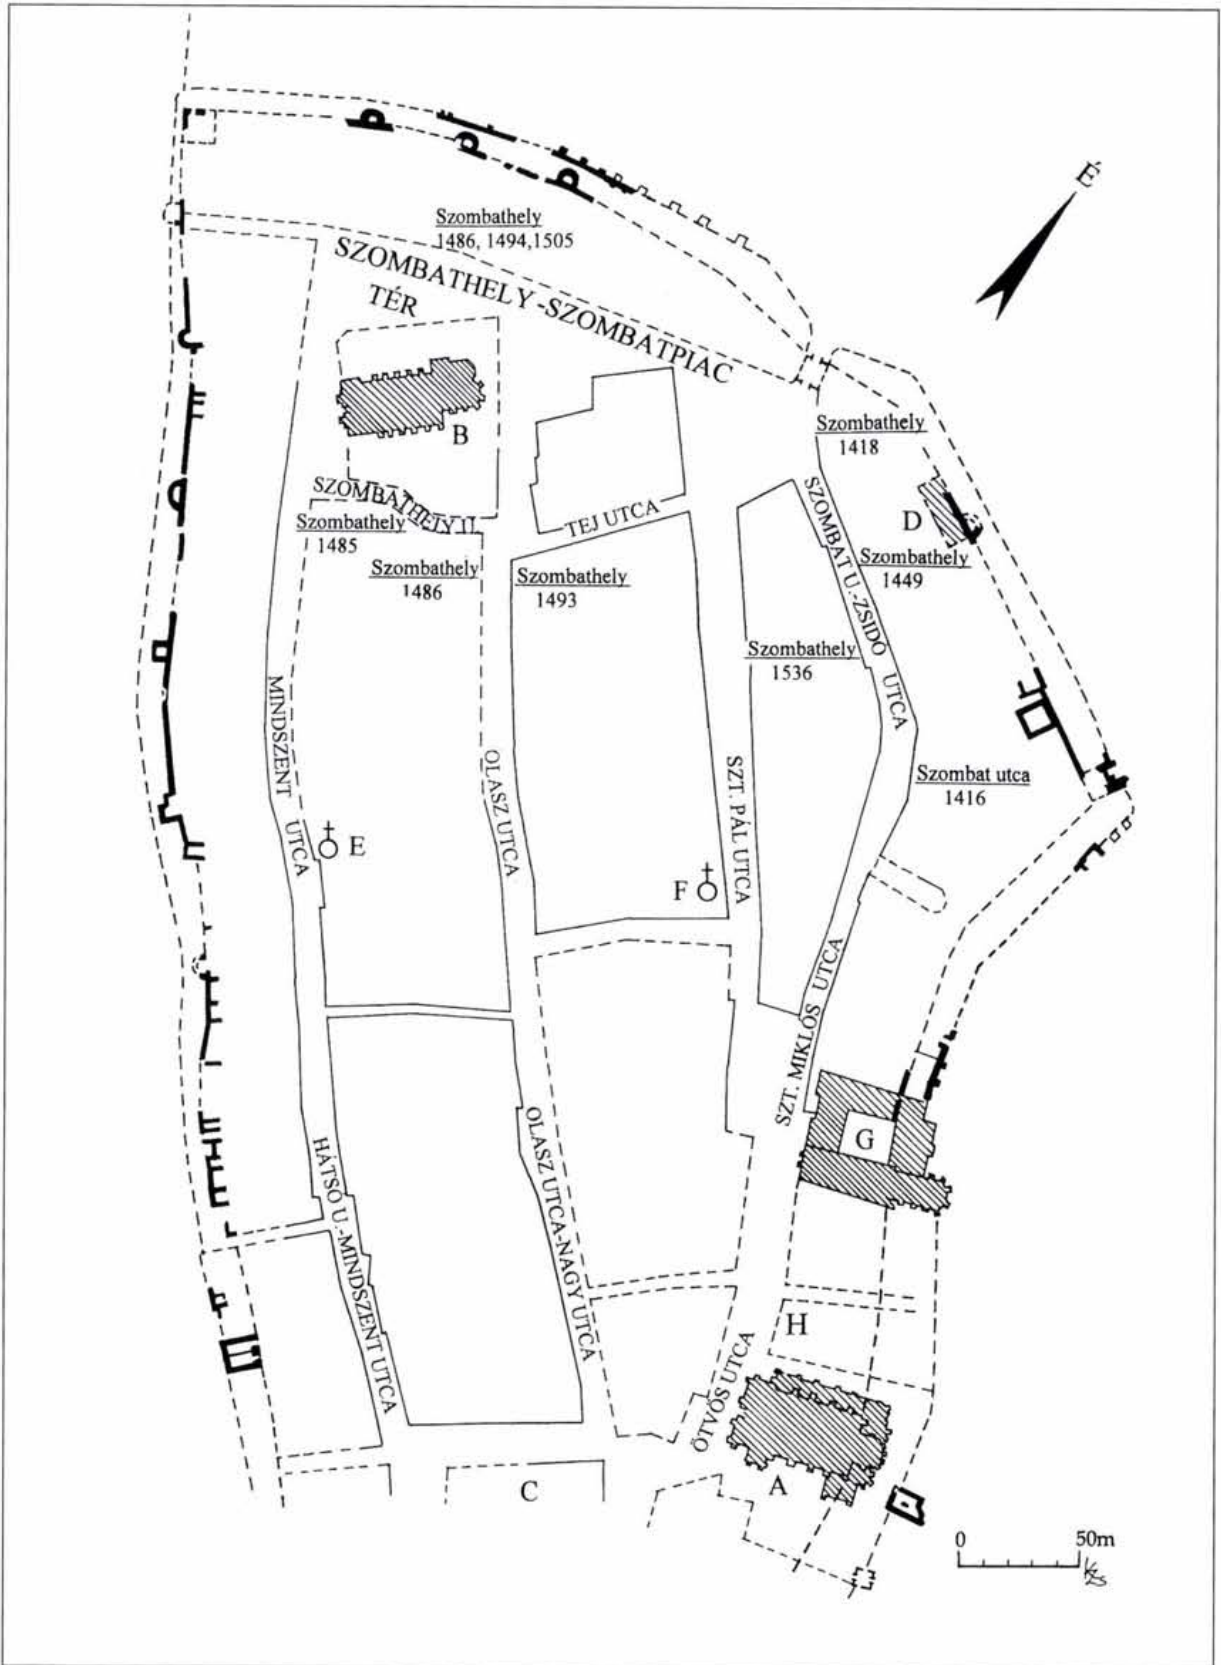 É
Szombathely
1486, 1494,1505
SZOMBATHELY-SZOMBATPIAC
TÉR
B
Szombathely
1418
SZOMBATHELY U.
TEJ UTCA
SZOMBAT U.-ZSIDÓ UTCA
D
Szombathely
1485
Szombathely
1486
Szombathely
1493
Szombathely
1449
Szombathely
1536
MINDSZENT UTCA
OLASZ UTCA
SZT. PÁL UTCA
Szombat utca
1416
E
F
SZT. MIKLÓS UTCA
G
HÁTSÓ U.-MINDSZENT UTCA
OLASZ UTCA-NAGY UTCA
H
ÖTVÖS UTCA
A
C
0 50m